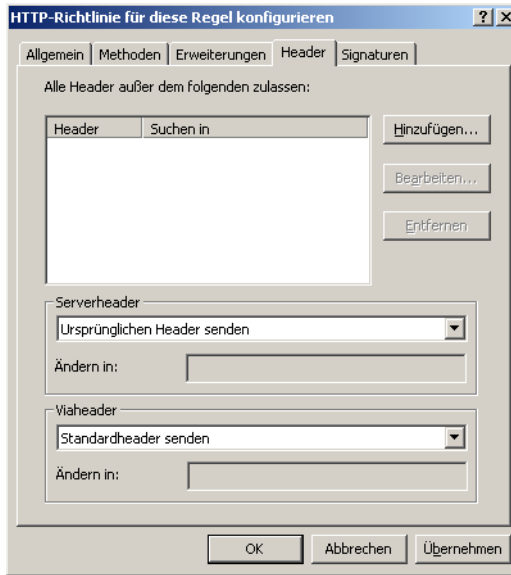 HTTP-Richtlinie für diese Regel konfigurieren
Allgemein Methoden Erweiterungen Header Signaturen
Alle Header außer dem folgenden zulassen:
Header Suchen in
Hinzufügen...
Bearbeiten...
Entfernen
Serverheader
Ursprünglichen Header senden
Ändern in:
Viaheader
Standardheader senden
Ändern in:
OK Abbrechen Übernehmen